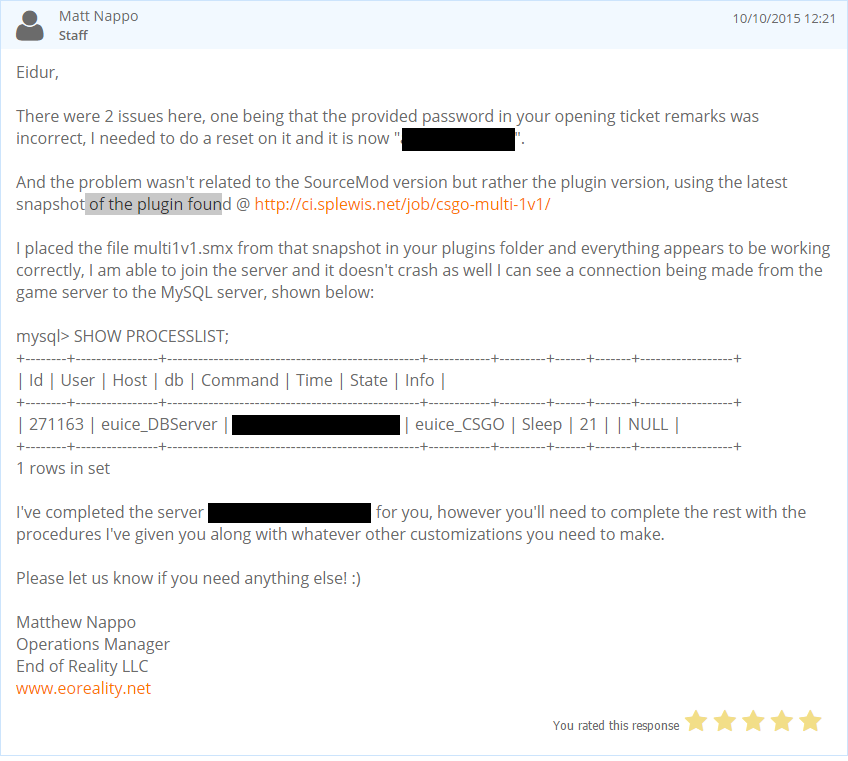 Matt Nappo
10/10/2015 12:21
Staff
Eidur,
There were 2 issues here, one being that the provided password in your opening ticket remarks was
incorrect, I needed to do a reset on it and it is now " ".
And the problem wasn't related to the SourceMod version but rather the plugin version, using the latest
snapshot of the plugin found @ http://ci.splewis.net/job/csgo-multi-1v1/
I placed the file multi1v1.smx from that snapshot in your plugins folder and everything appears to be working
correctly, I am able to join the server and it doesn't crash as well I can see a connection being made from the
game server to the MySQL server, shown below:
mysql> SHOW PROCESSLIST;
+--------+----------------+-------------------------------------------------+------------+---------+------+-------+------------------+
| Id | User | Host | db | Command | Time | State | Info |
+--------+----------------+-------------------------------------------------+------------+---------+------+-------+------------------+
| 271163 | euice_DBServer | | euice_CSGO | Sleep | 21 | | NULL |
+--------+----------------+-------------------------------------------------+------------+---------+------+-------+------------------+
1 rows in set
I've completed the server for you, however you'll need to complete the rest with the
procedures I've given you along with whatever other customizations you need to make.
Please let us know if you need anything else! :)
Matthew Nappo
Operations Manager
End of Reality LLC
www.eoreality.net
You rated this response